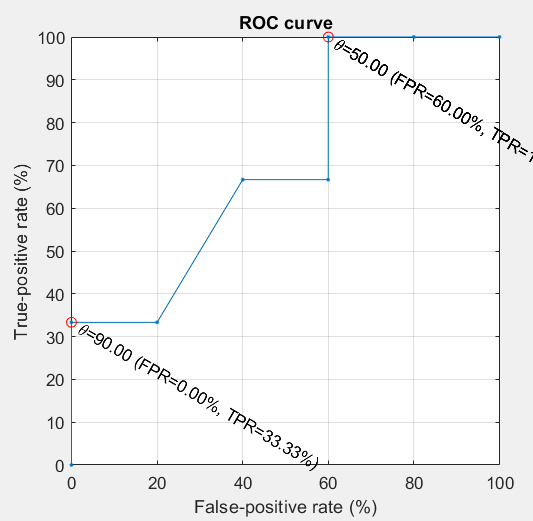 ROC curve
100
90
80
70
60
50
40
30
20
10
0
True-positive rate (%)
θ=50.00 (FPR=60.00%, TPR=1
θ=90.00 (FPR=0.00%, TPR=33.33%)
0 20 40 60 80 100
False-positive rate (%)